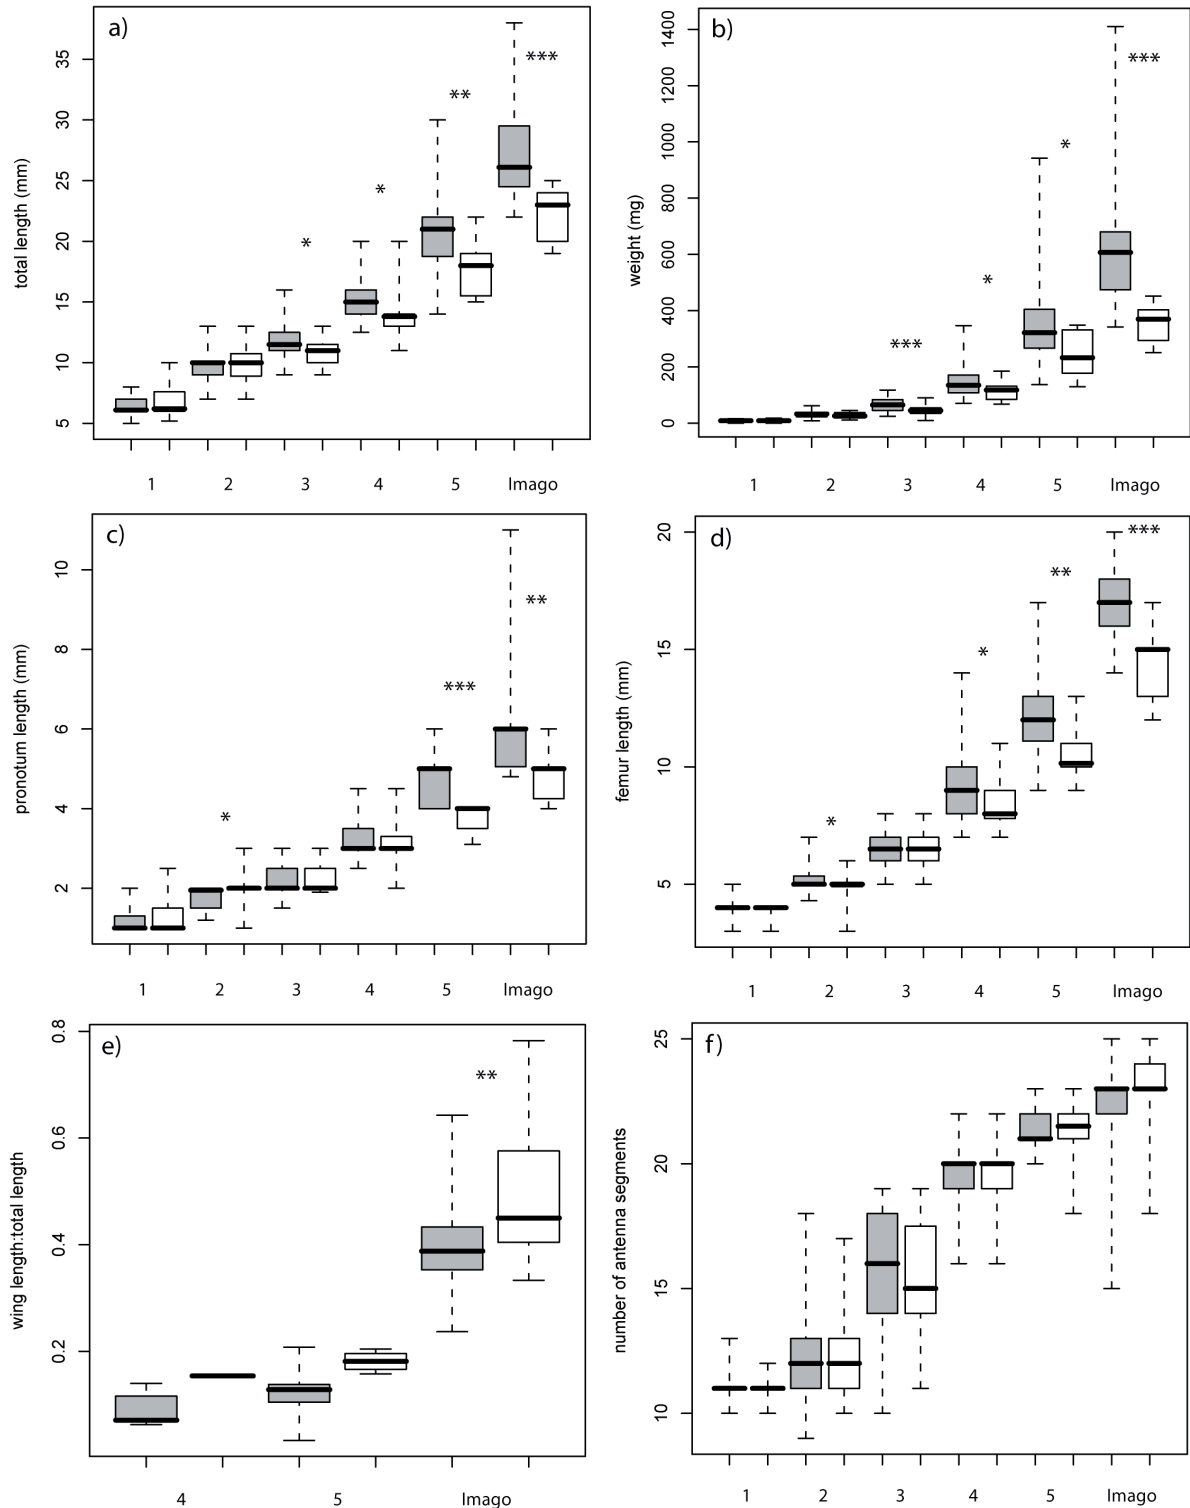 a)
total length (mm)
35
30
25
20
15
10
5
*
*
**
***
1 2 3 4 5 Imago
b)
weight (mg)
1400
1200
1000
800
600
400
200
0
***
*
*
***
1 2 3 4 5 Imago
c)
pronotum length (mm)
10
8
6
4
2
*
***
**
1 2 3 4 5 Imago
d)
femur length (mm)
20
15
10
5
*
*
**
***
1 2 3 4 5 Imago
e)
wing length:total length
0.8
0.6
0.4
0.2
**
4 5 Imago
f)
number of antenna segments
25
20
15
10
1 2 3 4 5 Imago